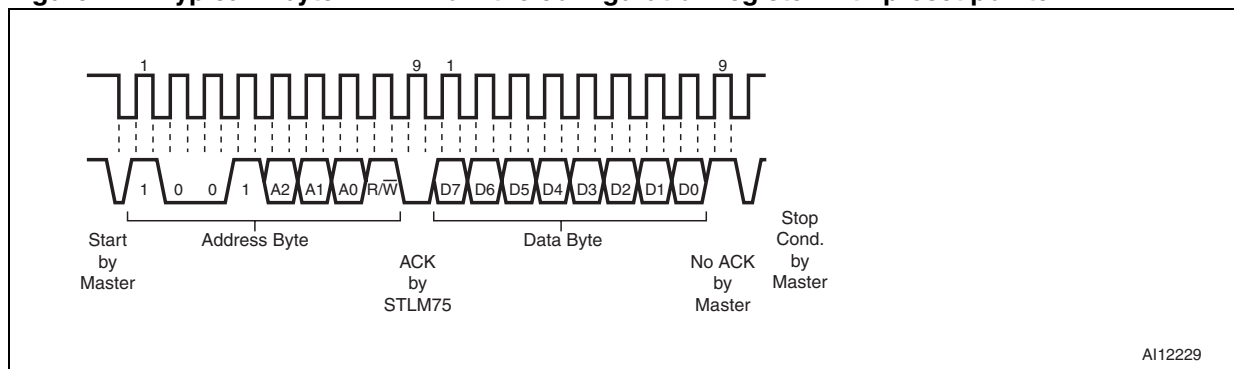 1 9 1 9
1 0 0 1 A2 A1 A0 R/W D7 D6 D5 D4 D3 D2 D1 D0
Start
by
Master
Address Byte
ACK
by
STLM75
Data Byte
No ACK
by
Master
Stop
Cond.
by
Master
AI12229